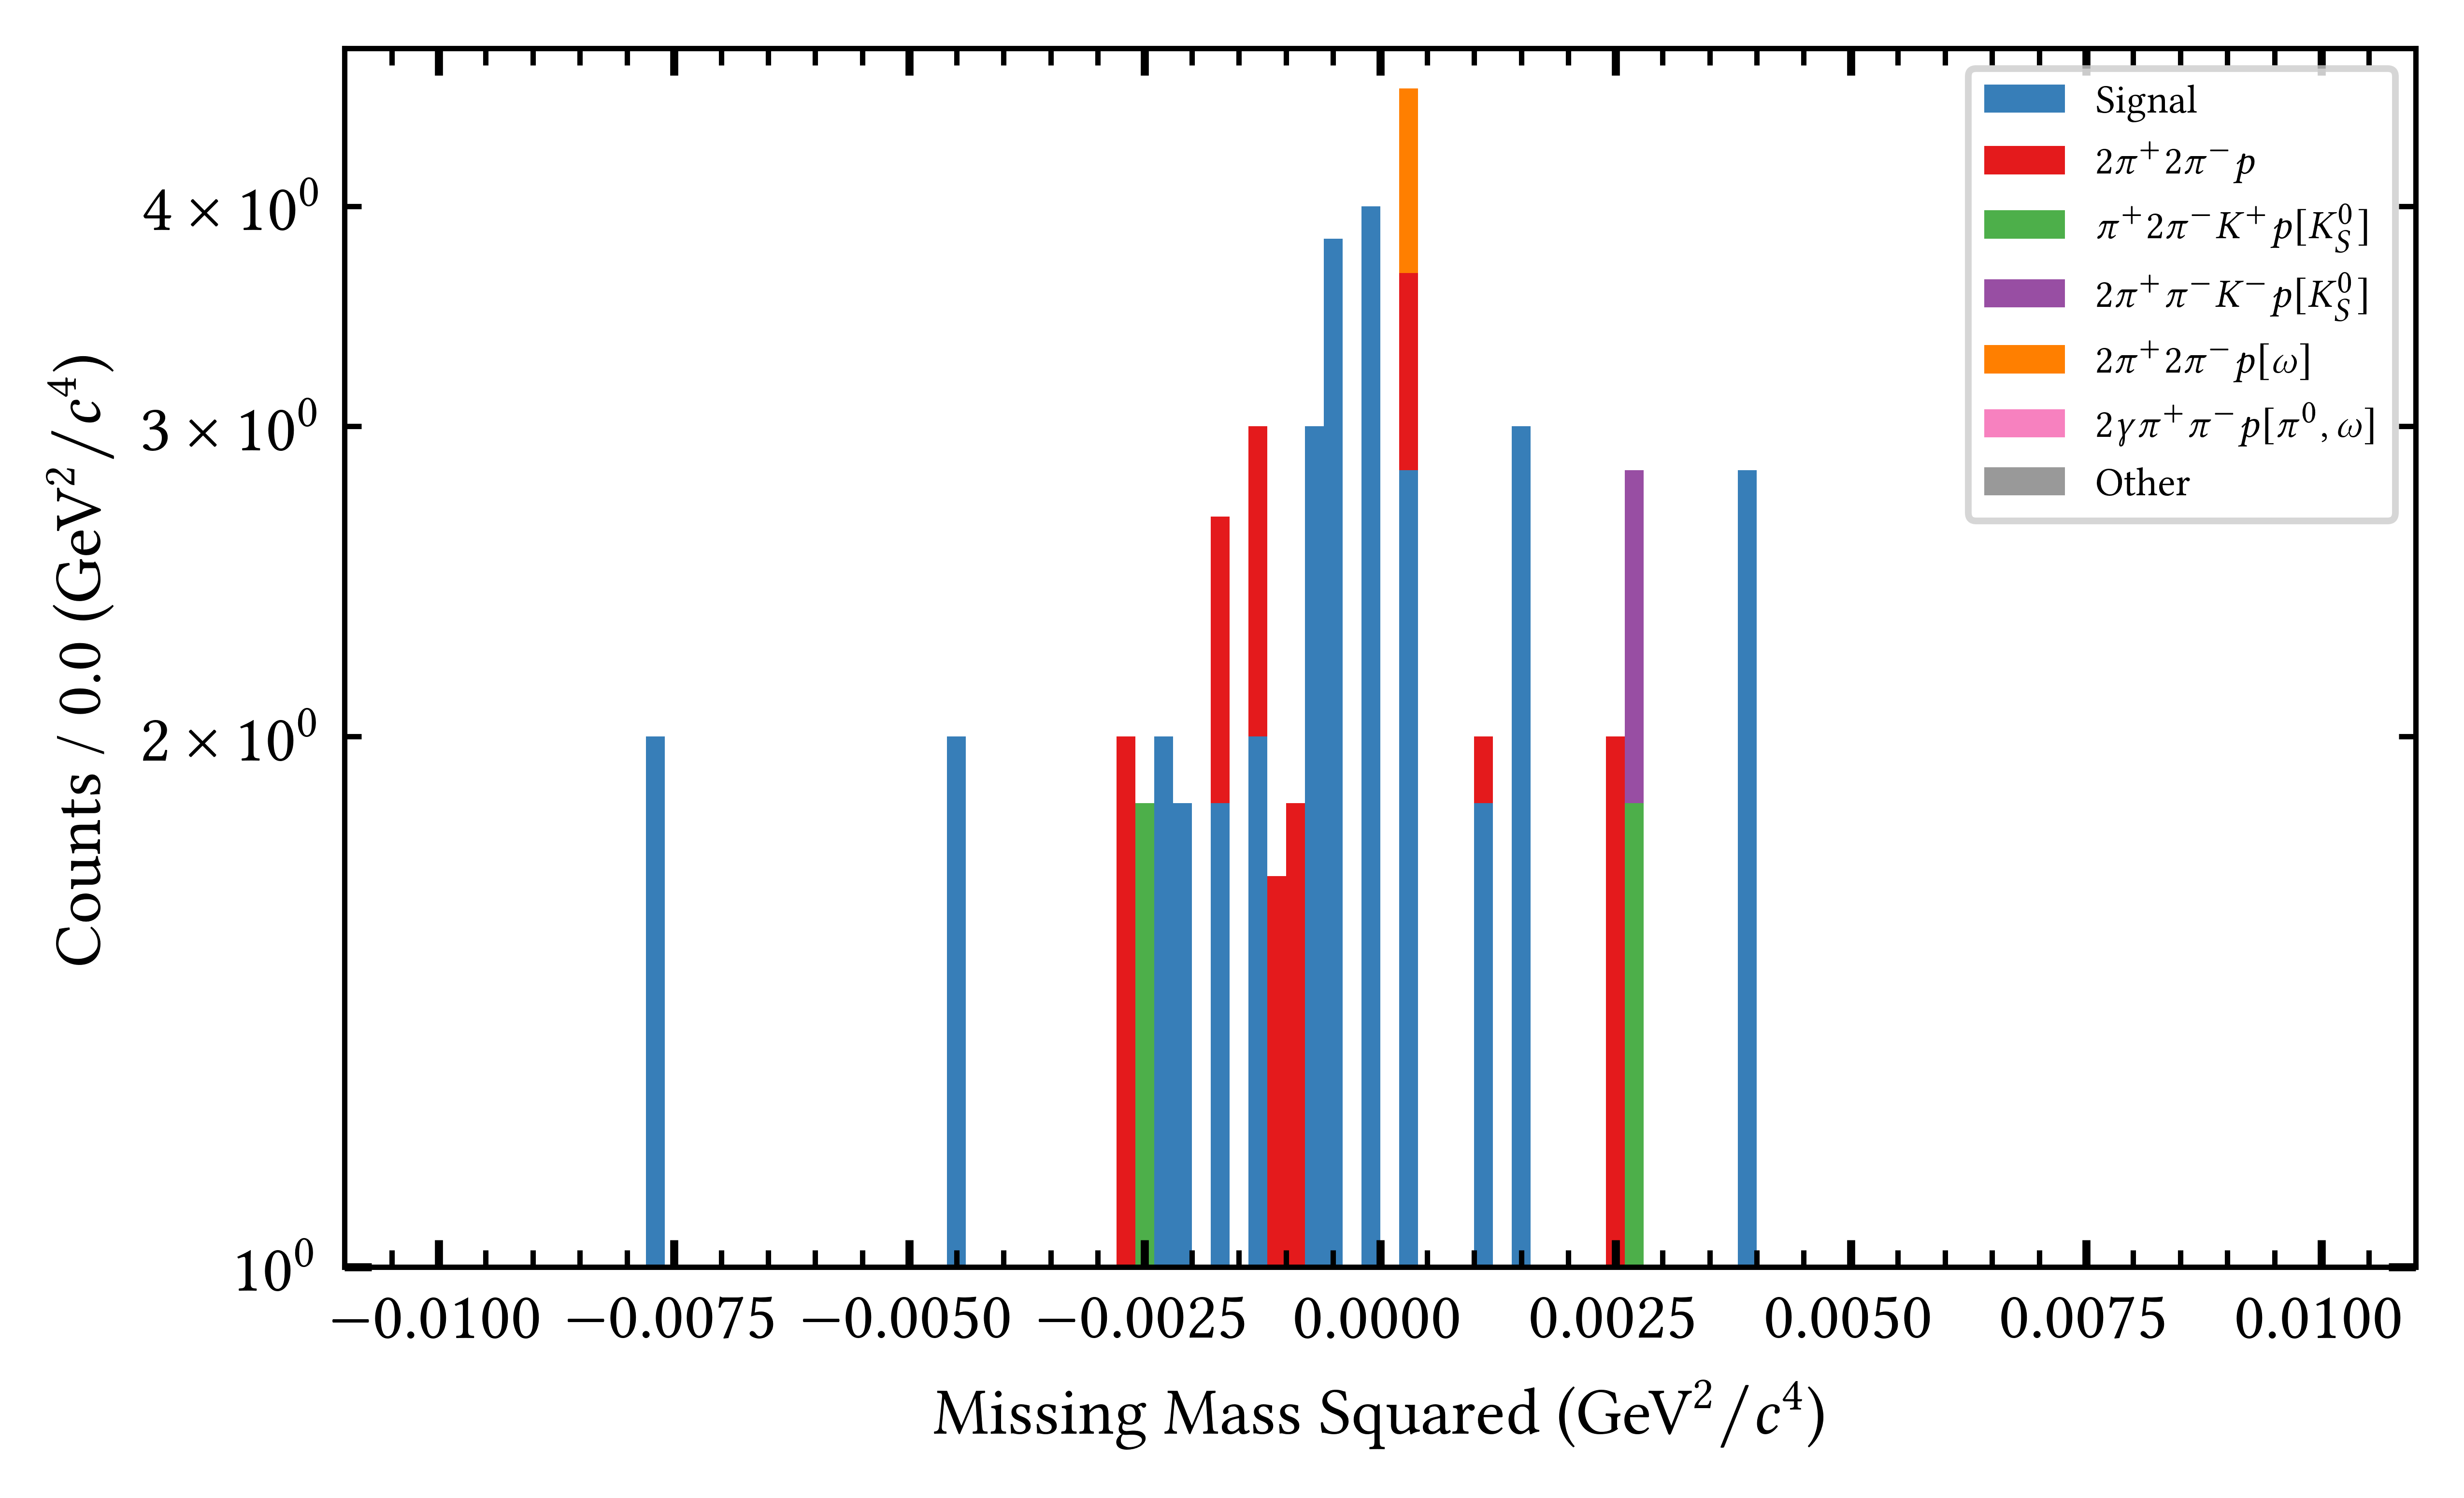 Counts / 0.0 (GeV²/c⁴)
4 × 10⁰
3 × 10⁰
2 × 10⁰
10⁰
−0.0100 −0.0075 −0.0050 −0.0025 0.0000 0.0025 0.0050 0.0075 0.0100
Missing Mass Squared (GeV²/c⁴)
Signal
2π⁺2π⁻p
π⁺2π⁻K⁺p[K⁰_S]
2π⁺π⁻K⁻p[K⁰_S]
2π⁺2π⁻p[ω]
2γπ⁺π⁻p[π⁰, ω]
Other